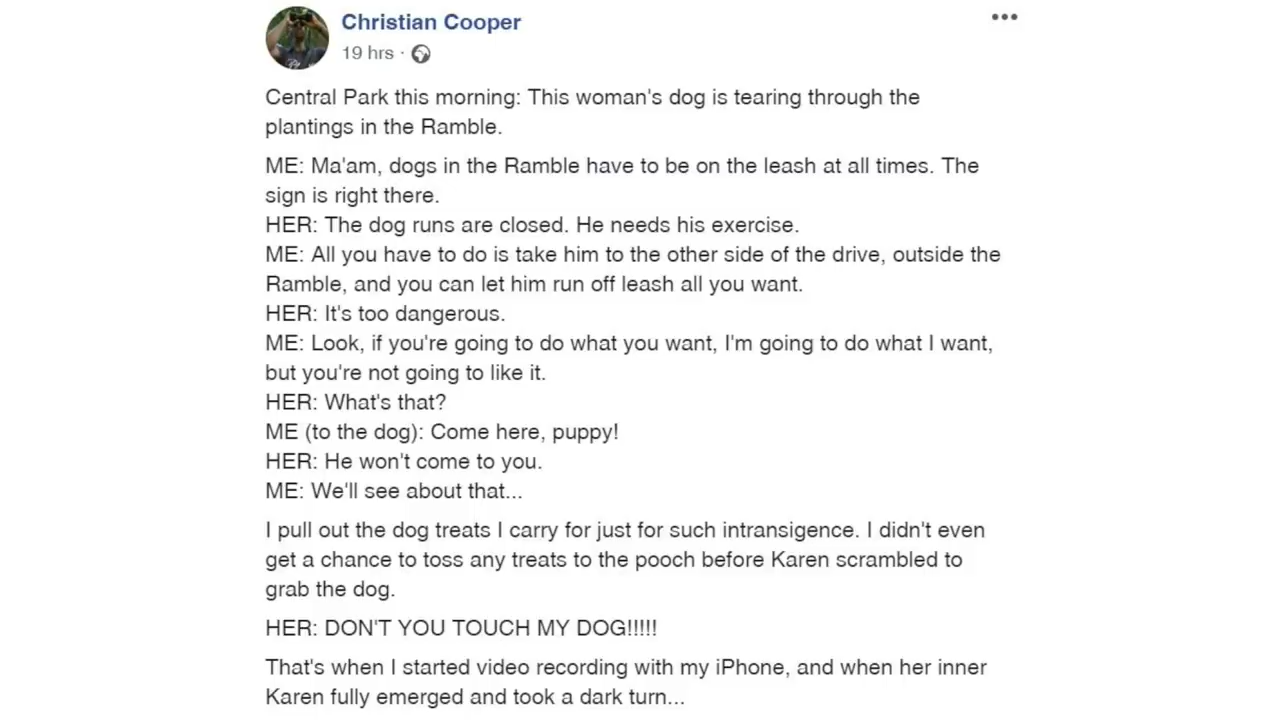 Christian Cooper
19 hrs ·
Central Park this morning: This woman's dog is tearing through the
plantings in the Ramble.
ME: Ma'am, dogs in the Ramble have to be on the leash at all times. The
sign is right there.
HER: The dog runs are closed. He needs his exercise.
ME: All you have to do is take him to the other side of the drive, outside the
Ramble, and you can let him run off leash all you want.
HER: It's too dangerous.
ME: Look, if you're going to do what you want, I'm going to do what I want,
but you're not going to like it.
HER: What's that?
ME (to the dog): Come here, puppy!
HER: He won't come to you.
ME: We'll see about that...
I pull out the dog treats I carry for just for such intransigence. I didn't even
get a chance to toss any treats to the pooch before Karen scrambled to
grab the dog.
HER: DON'T YOU TOUCH MY DOG!!!!!
That's when I started video recording with my iPhone, and when her inner
Karen fully emerged and took a dark turn...